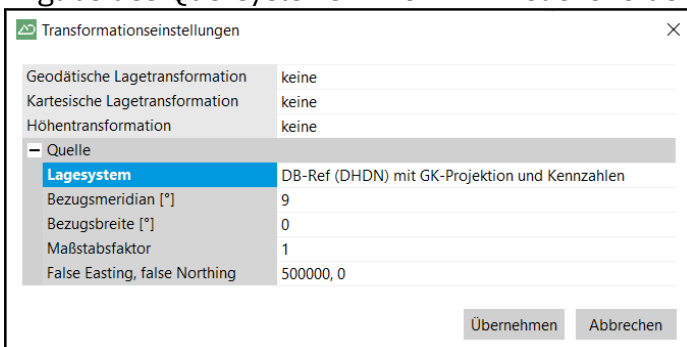 Transformationseinstellungen
Geodätische Lagetransformation keine
Kartesische Lagetransformation keine
Höhentransformation keine
Quelle
Lagesystem DB-Ref (DHDN) mit GK-Projektion und Kennzahlen
Bezugsmeridian [°] 9
Bezugsbreite [°] 0
Maßstabsfaktor 1
False Easting, false Northing 500000, 0
Übernehmen Abbrechen